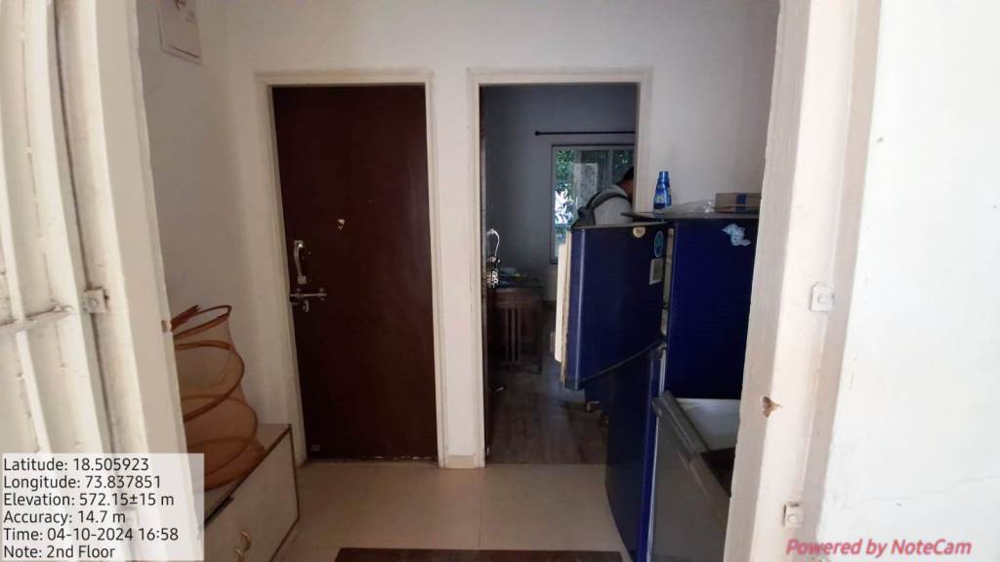 Latitude: 18.505923
Longitude: 73.837851
Elevation: 572.15±15 m
Accuracy: 14.7 m
Time: 04-10-2024 16:58
Note: 2nd Floor
Powered by NoteCam